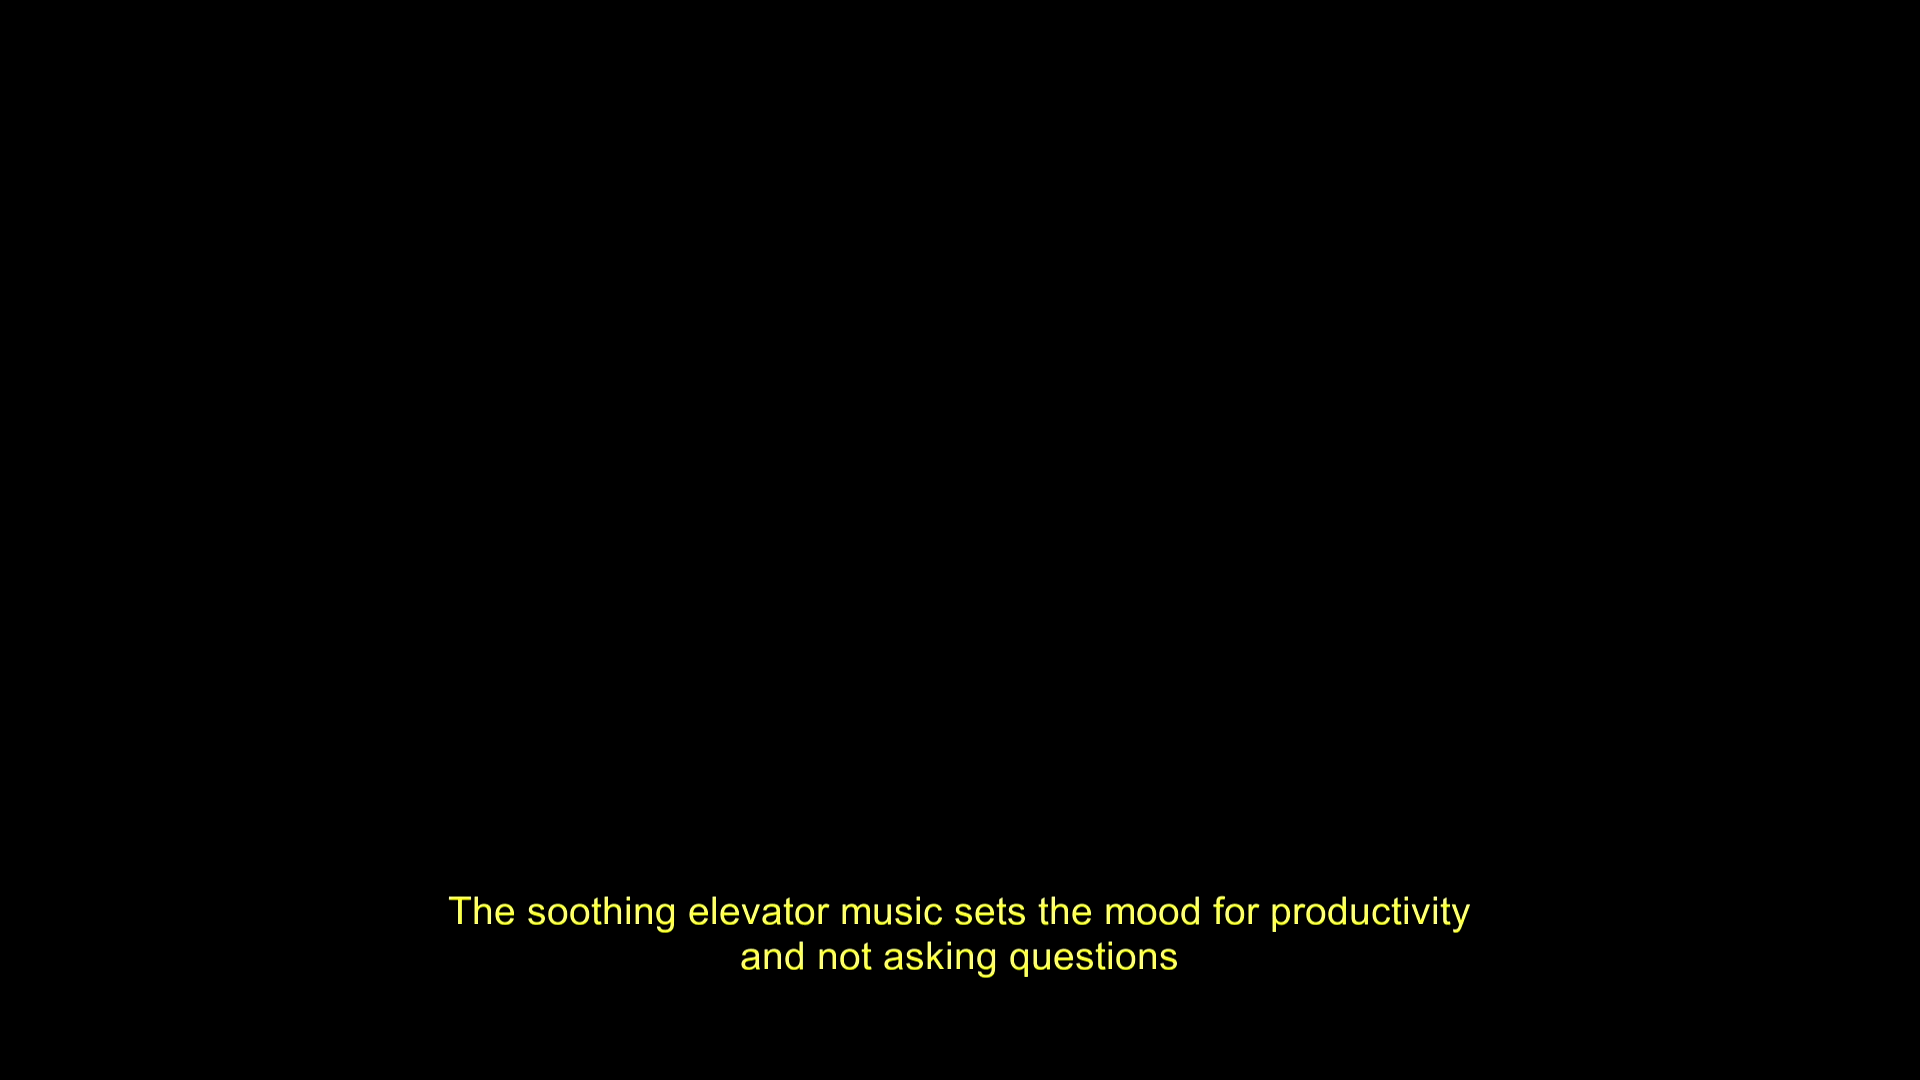 The soothing elevator music sets the mood for productivity
and not asking questions